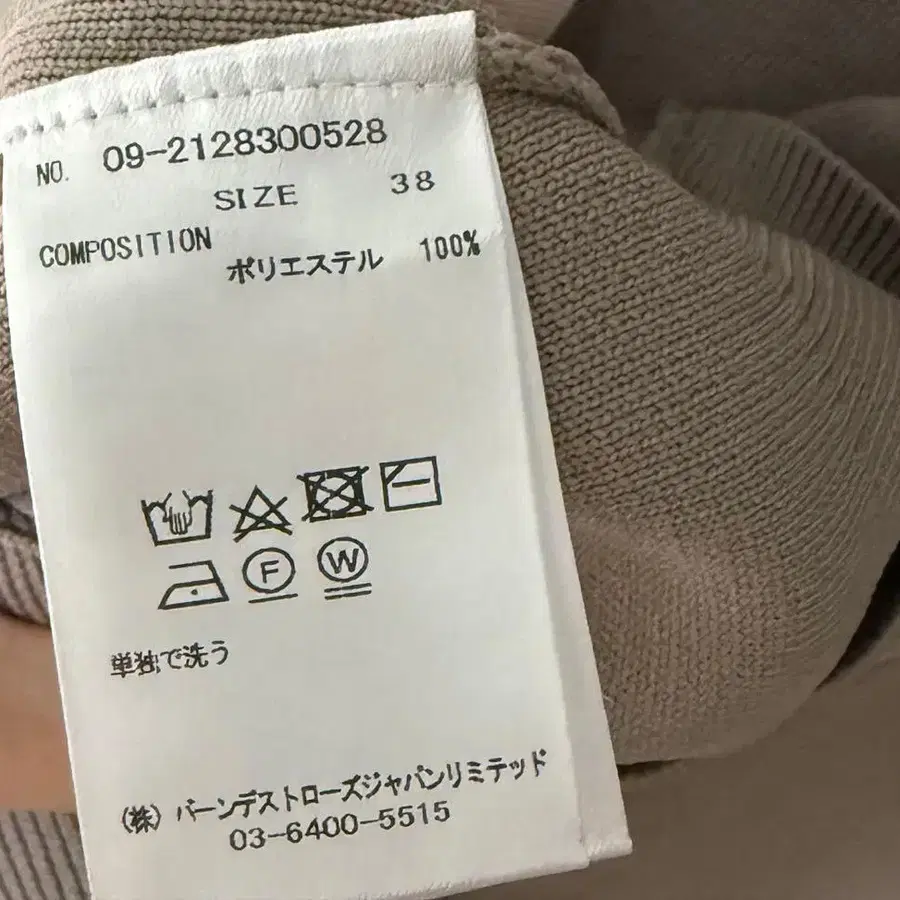 NO. 09-2128300528
SIZE 38
COMPOSITION
ポリエステル 100%
F W
単独で洗う
(株) バーンデストローズジャパンリミテッド
03-6400-5515